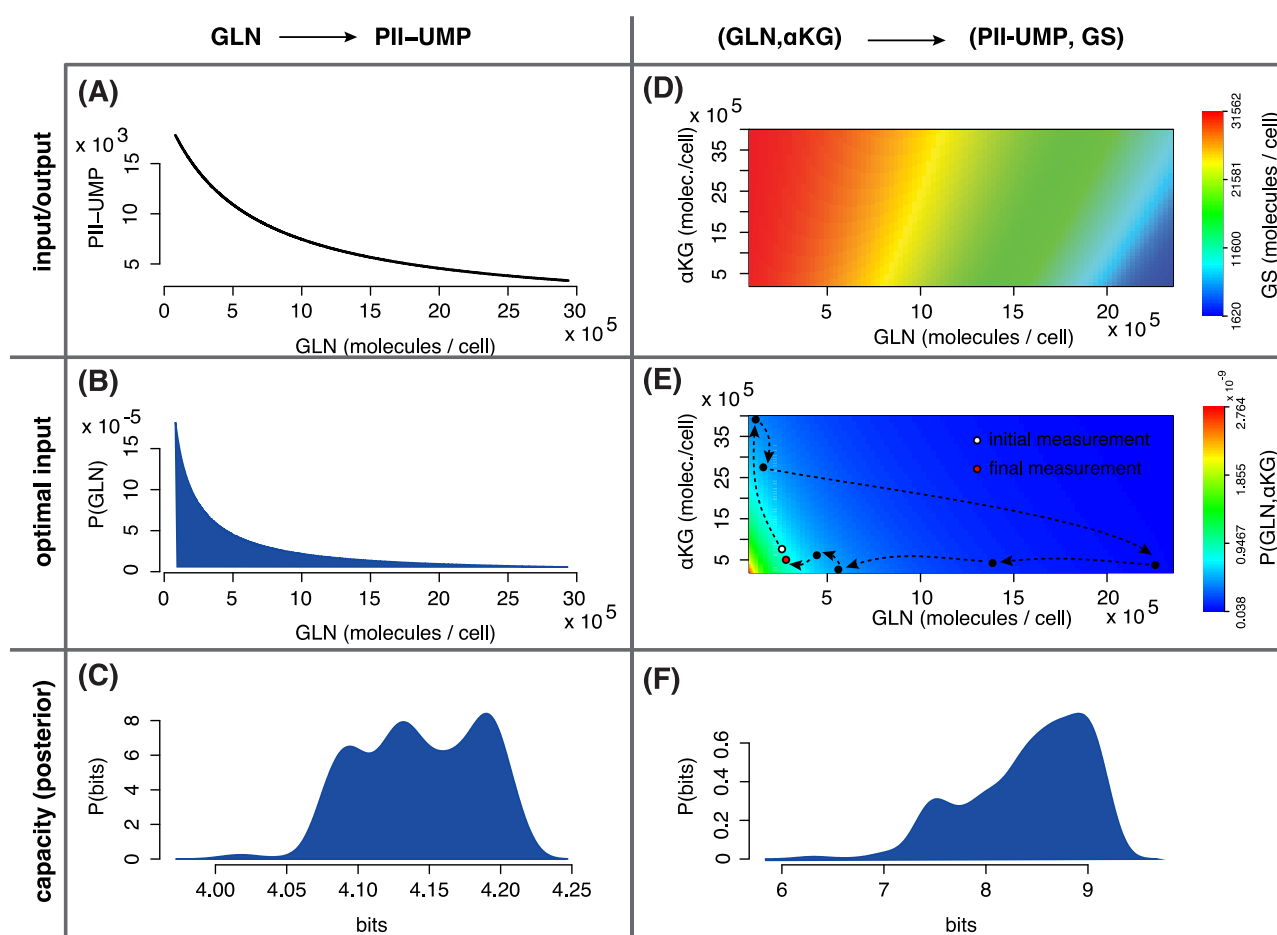 GLN PII–UMP
(GLN,αKG) (PII-UMP, GS)
input/output
(A)
x 10 3
PII–UMP
15
10
5
0 5 10 15 20 25 30
x 10 5
GLN (molecules / cell)
(D)
x 10 5
αKG (molec./cell)
35
25
15
5
5 10 15 20
x 10 5
GLN (molecules / cell)
31562
21581
11600
1620
GS (molecules / cell)
optimal input
(B)
x 10 -5
P(GLN)
15
10
5
0
0 5 10 15 20 25 30
x 10 5
GLN (molecules / cell)
(E)
x 10 5
αKG (molec./cell)
35
25
15
5
initial measurement
final measurement
5 10 15 20
x 10 5
GLN (molecules / cell)
x 10 -9
2.764
1.855
0.9467
0.038
P(GLN,αKG)
capacity (posterior)
(C)
P(bits)
8
6
4
2
0
4.00 4.05 4.10 4.15 4.20 4.25
bits
(F)
P(bits)
0.6
0.4
0.2
0
6 7 8 9
bits